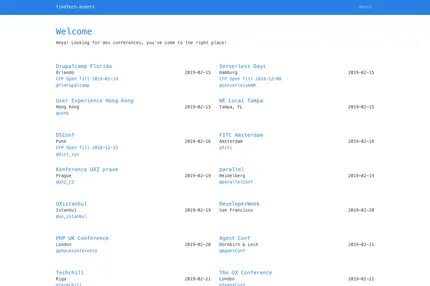 findTech.events
About
Welcome
Heya! Looking for dev conferences, you've come to the right place!
Drupalcamp Florida
Orlando 2019-02-15
CFP Open Till 2019-01-14
@fldrupalcamp
Serverless Days
Hamburg 2019-02-15
CFP Open Till 2018-12-08
@serverlessHAM
User Experience Hong Kong
Hong Kong 2019-02-15
@uxhk
WE Local Tampa
Tampa, FL 2019-02-15
DSConf
Pune 2019-02-16
CFP Open Till 2018-12-15
FITC Amsterdam
Amsterdam 2019-02-18
@fitc
Konference UXZ praxe
Prague 2019-02-19
@UXZ_CZ
parallel
Heidelberg 2019-02-19
@parallelConf
UXistanbul
Istanbul 2019-02-19
@ux_istanbul
DeveloperWeek
San Francisco 2019-02-20
PHP UK Conference
London 2019-02-20
@phpukconference
Agent Conf
Dornbirn & Lech 2019-02-21
@AgentConf
Techchill
Riga 2019-02-21
@TechChill
The UX Conference
London 2019-02-21